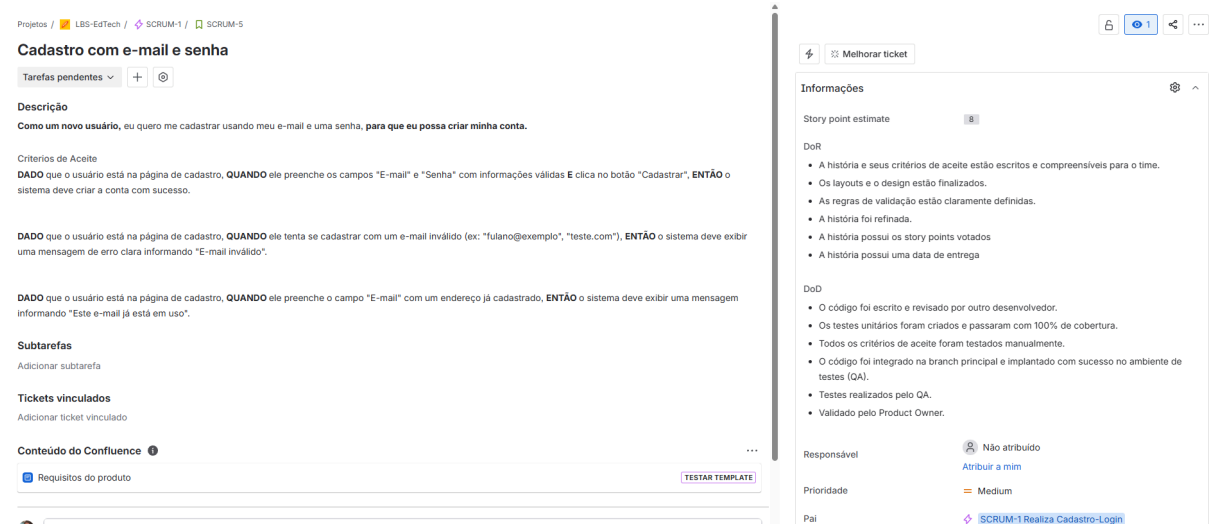 Projetos / LBS-EdTech / SCRUM-1 / SCRUM-5
Cadastro com e-mail e senha
Tarefas pendentes
Descrição
Como um novo usuário, eu quero me cadastrar usando meu e-mail e uma senha, para que eu possa criar minha conta.
Criterios de Aceite
DADO que o usuário está na página de cadastro, QUANDO ele preenche os campos "E-mail" e "Senha" com informações válidas E clica no botão "Cadastrar", ENTÃO o
sistema deve criar a conta com sucesso.
DADO que o usuário está na página de cadastro, QUANDO ele tenta se cadastrar com um e-mail inválido (ex: "fulano@exemplo", "teste.com"), ENTÃO o sistema deve exibir
uma mensagem de erro clara informando "E-mail inválido".
DADO que o usuário está na página de cadastro, QUANDO ele preenche o campo "E-mail" com um endereço já cadastrado, ENTÃO o sistema deve exibir uma mensagem
informando "Este e-mail já está em uso".
Subtarefas
Adicionar subtarefa
Tickets vinculados
Adicionar ticket vinculado
Conteúdo do Confluence
Requisitos do produto
TESTAR TEMPLATE
1
Melhorar ticket
Informações
Story point estimate 8
DoR
• A história e seus critérios de aceite estão escritos e compreensíveis para o time.
• Os layouts e o design estão finalizados.
• As regras de validação estão claramente definidas.
• A história foi refinada.
• A história possui os story points votados
• A história possui uma data de entrega
DoD
• O código foi escrito e revisado por outro desenvolvedor.
• Os testes unitários foram criados e passaram com 100% de cobertura.
• Todos os critérios de aceite foram testados manualmente.
• O código foi integrado na branch principal e implantado com sucesso no ambiente de
testes (QA).
• Testes realizados pelo QA.
• Validado pelo Product Owner.
Responsável Não atribuído
Atribuir a mim
Prioridade Medium
Pai SCRUM-1 Realiza Cadastro-Login